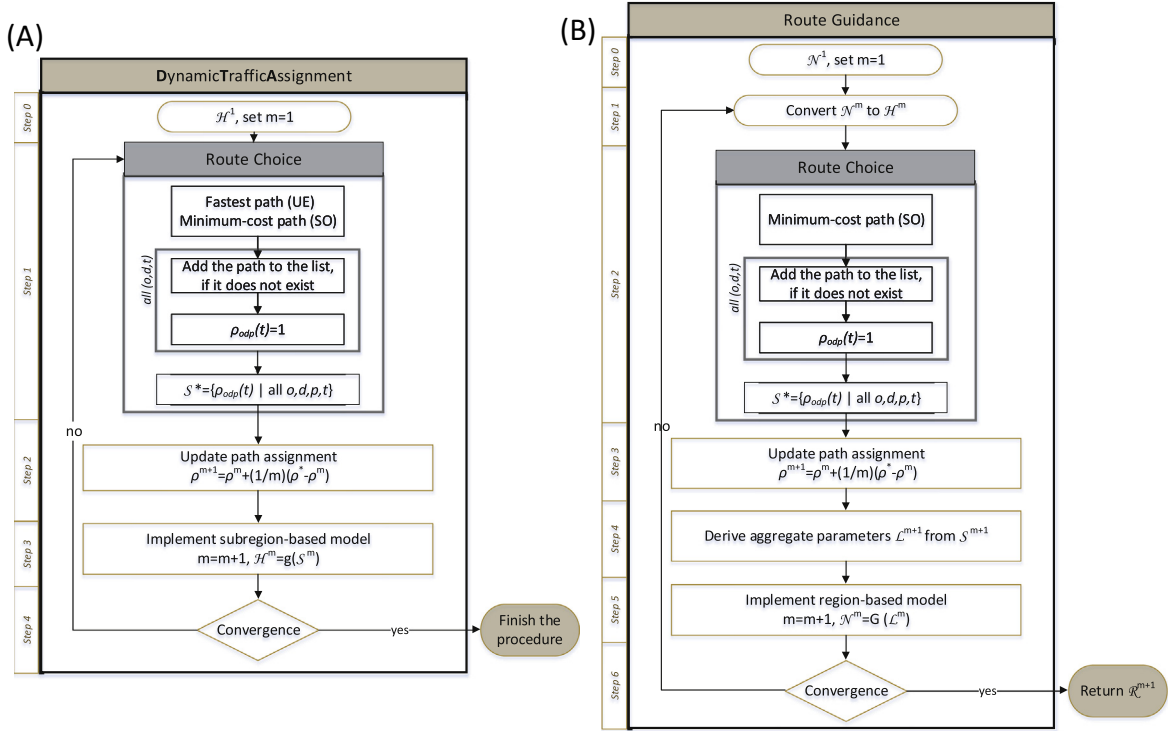 (A)
DynamicTrafficAssignment
Step 0
ℋ¹, set m=1
Step 1
Route Choice
Fastest path (UE)
Minimum-cost path (SO)
all (o,d,t)
Add the path to the list,
if it does not exist
ρodp(t)=1
𝒮*={ρodp(t) | all o,d,p,t}
no
Step 2
Update path assignment
ρᵐ⁺¹=ρᵐ+(1/m)(ρ*-ρᵐ)
Step 3
Implement subregion-based model
m=m+1, ℋᵐ=g(𝒮ᵐ)
Step 4
Convergence
yes
Finish the
procedure
(B)
Route Guidance
Step 0
𝒩¹, set m=1
Step 1
Convert 𝒩ᵐ to ℋᵐ
Step 2
Route Choice
Minimum-cost path (SO)
all (o,d,t)
Add the path to the list,
if it does not exist
ρodp(t)=1
𝒮*={ρodp(t) | all o,d,p,t}
no
Step 3
Update path assignment
ρᵐ⁺¹=ρᵐ+(1/m)(ρ*-ρᵐ)
Step 4
Derive aggregate parameters ℒᵐ⁺¹ from 𝒮ᵐ⁺¹
Step 5
Implement region-based model
m=m+1, 𝒩ᵐ=G (ℒᵐ)
Step 6
Convergence
yes
Return ℛᵐ⁺¹